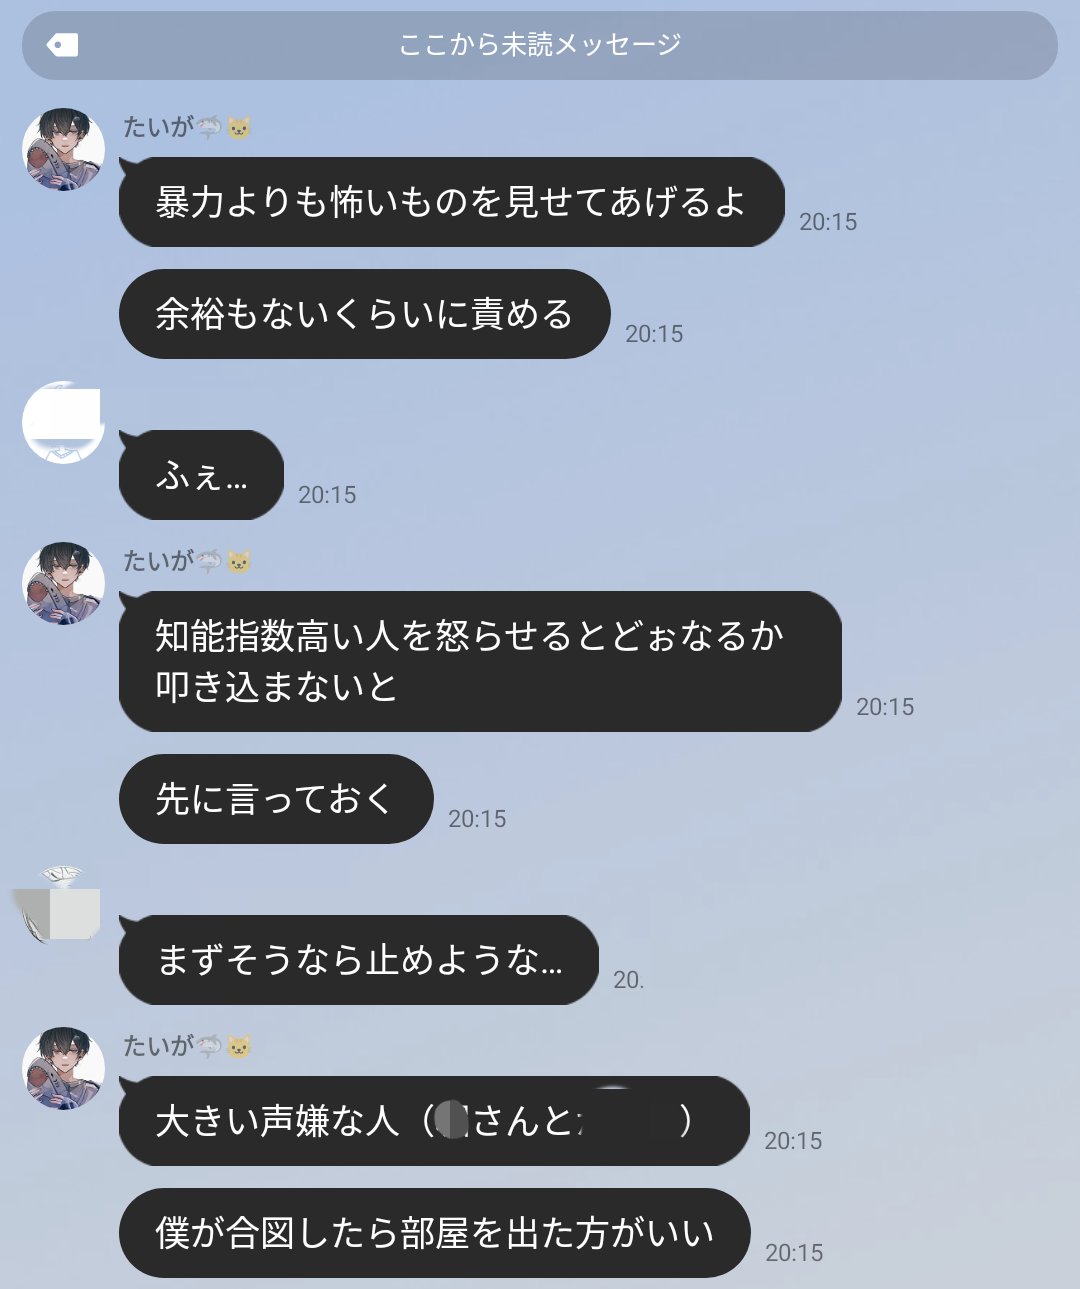 ここから未読メッセージ
たいが🦈🐱
暴力よりも怖いものを見せてあげるよ
20:15
余裕もないくらいに責める
20:15
ふぇ...
20:15
たいが🦈🐱
知能指数高い人を怒らせるとどぉなるか
叩き込まないと
20:15
先に言っておく
20:15
まずそうなら止めような...
20.
たいが🦈🐱
大きい声嫌な人（さんと）
20:15
僕が合図したら部屋を出た方がいい
20:15